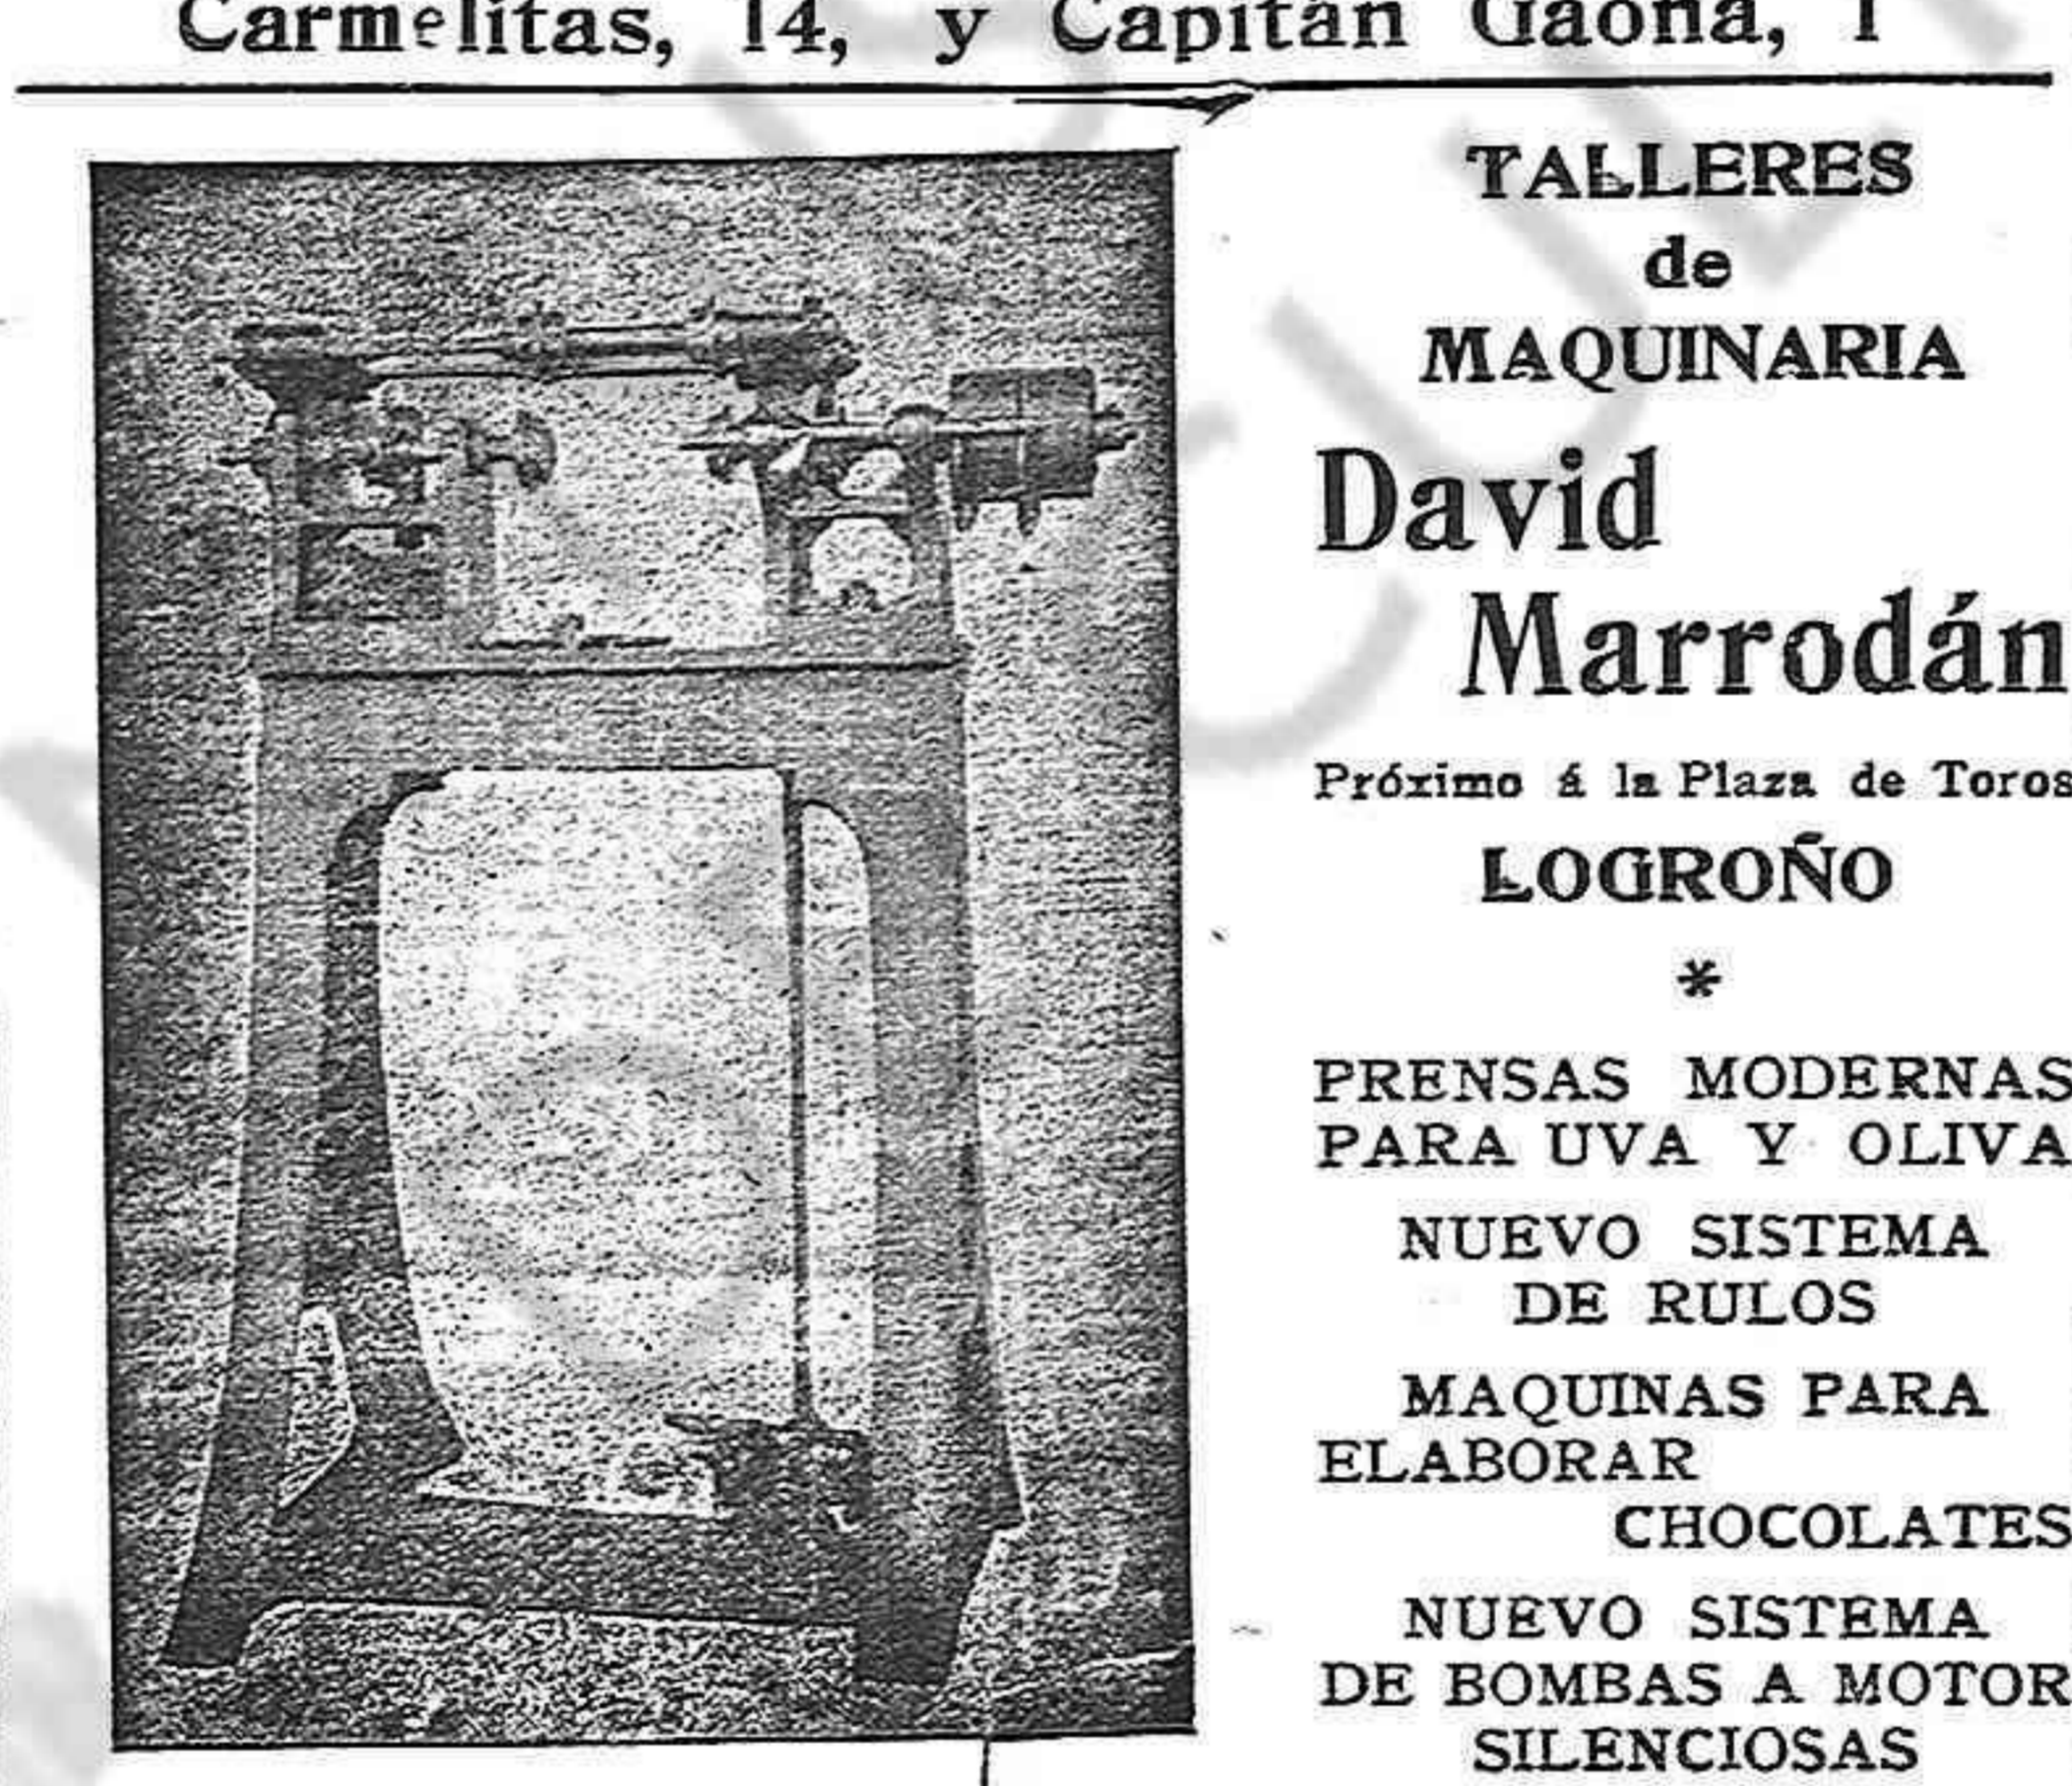 Carmelitas, 14, y Capitán Gaona, 1
TALLERES
de
MAQUINARIA
David
Marrodán
Próximo á la Plaza de Toros
LOGROÑO
*
PRENSAS MODERNAS
PARA UVA Y OLIVA
NUEVO SISTEMA
DE RULOS
MAQUINAS PARA
ELABORAR
CHOCOLATES
NUEVO SISTEMA
DE BOMBAS A MOTOR
SILENCIOSAS